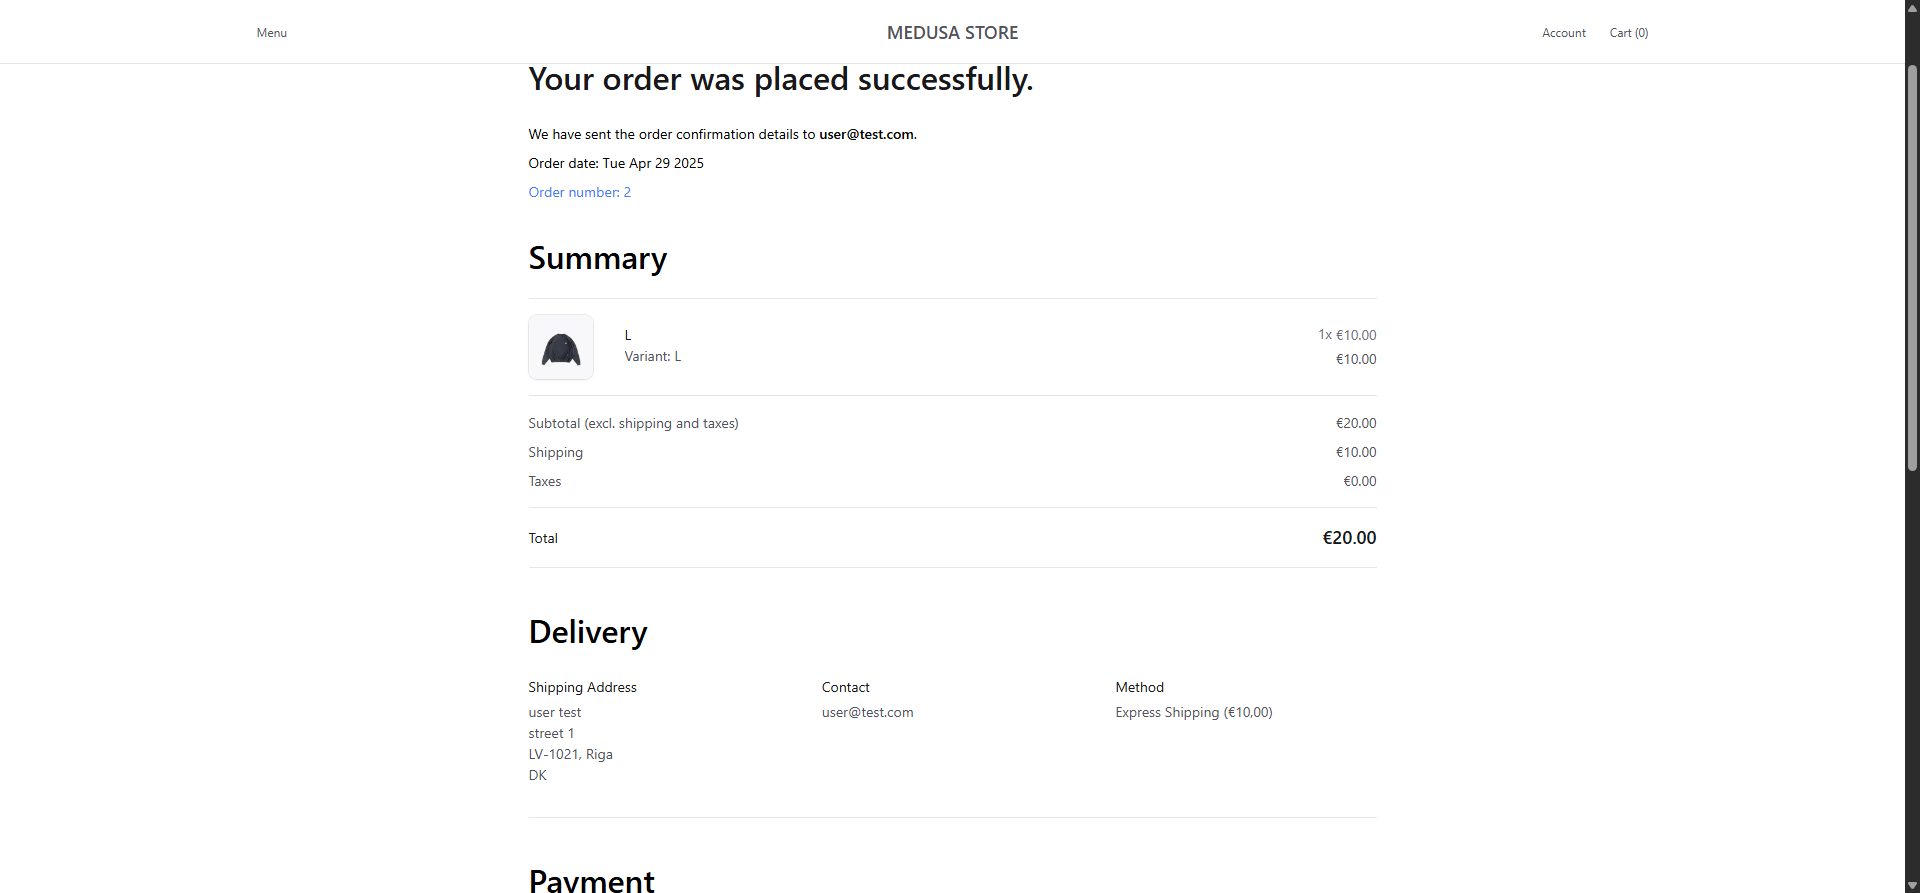 Menu
MEDUSA STORE
Account
Cart (0)
Your order was placed successfully.
We have sent the order confirmation details to user@test.com.
Order date: Tue Apr 29 2025
Order number: 2
Summary
L
1x €10.00
Variant: L
€10.00
Subtotal (excl. shipping and taxes)
€20.00
Shipping
€10.00
Taxes
€0.00
Total
€20.00
Delivery
Shipping Address
user test
street 1
LV-1021, Riga
DK
Contact
user@test.com
Method
Express Shipping (€10,00)
Payment